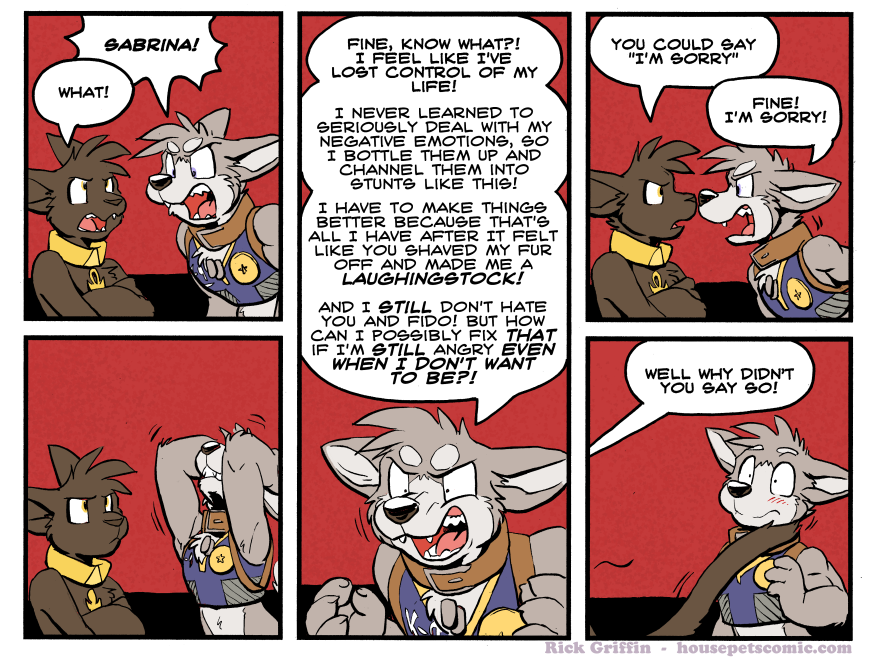 SABRINA!
WHAT!
FINE, KNOW WHAT?!
I FEEL LIKE I'VE
LOST CONTROL OF MY
LIFE!
I NEVER LEARNED TO
SERIOUSLY DEAL WITH MY
NEGATIVE EMOTIONS, SO
I BOTTLE THEM UP AND
CHANNEL THEM INTO
STUNTS LIKE THIS!
I HAVE TO MAKE THINGS
BETTER BECAUSE THAT'S
ALL I HAVE AFTER IT FELT
LIKE YOU SHAVED MY FUR
OFF AND MADE ME A
LAUGHINGSTOCK!
AND I STILL DON'T HATE
YOU AND FIDO! BUT HOW
CAN I POSSIBLY FIX THAT
IF I'M STILL ANGRY EVEN
WHEN I DON'T WANT
TO BE?!
YOU COULD SAY
"I'M SORRY"
FINE!
I'M SORRY!
WELL WHY DIDN'T
YOU SAY SO!
Rick Griffin - housepetscomic.com